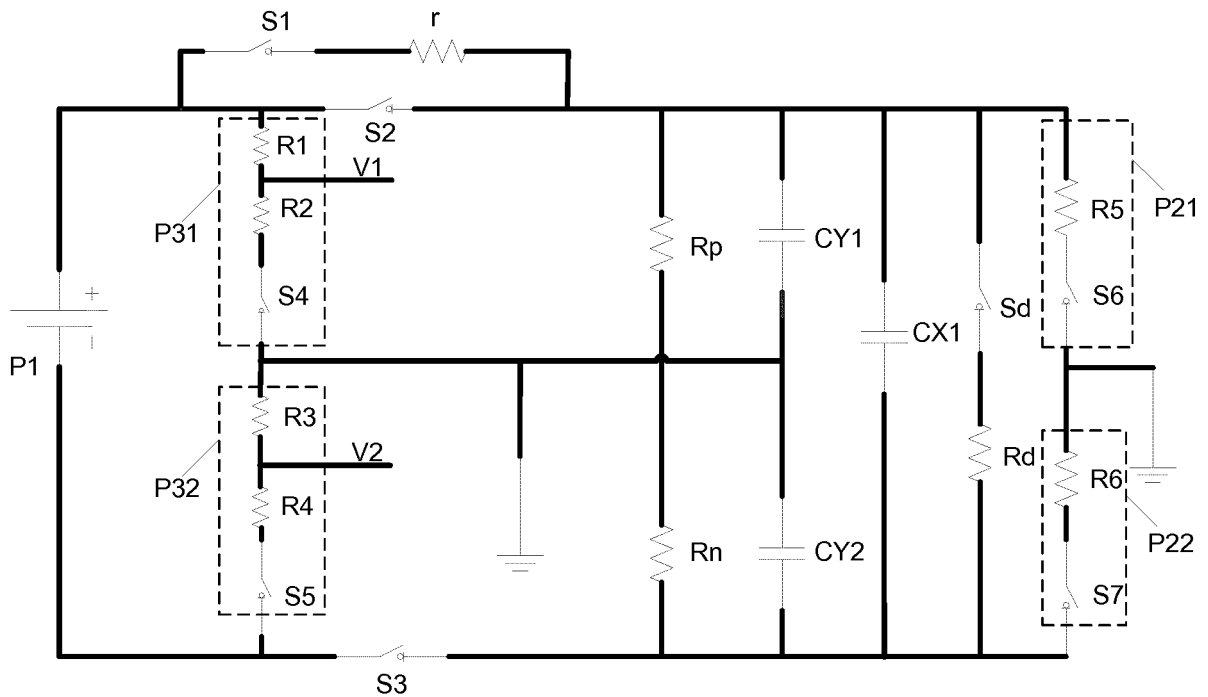 S1
r
S2
R1
V1
R2
P31
S4
Rp
CY1
R5
P21
S6
Sd
CX1
+
P1
R3
V2
P32
R4
S5
Rd
R6
Rn
CY2
P22
S7
S3